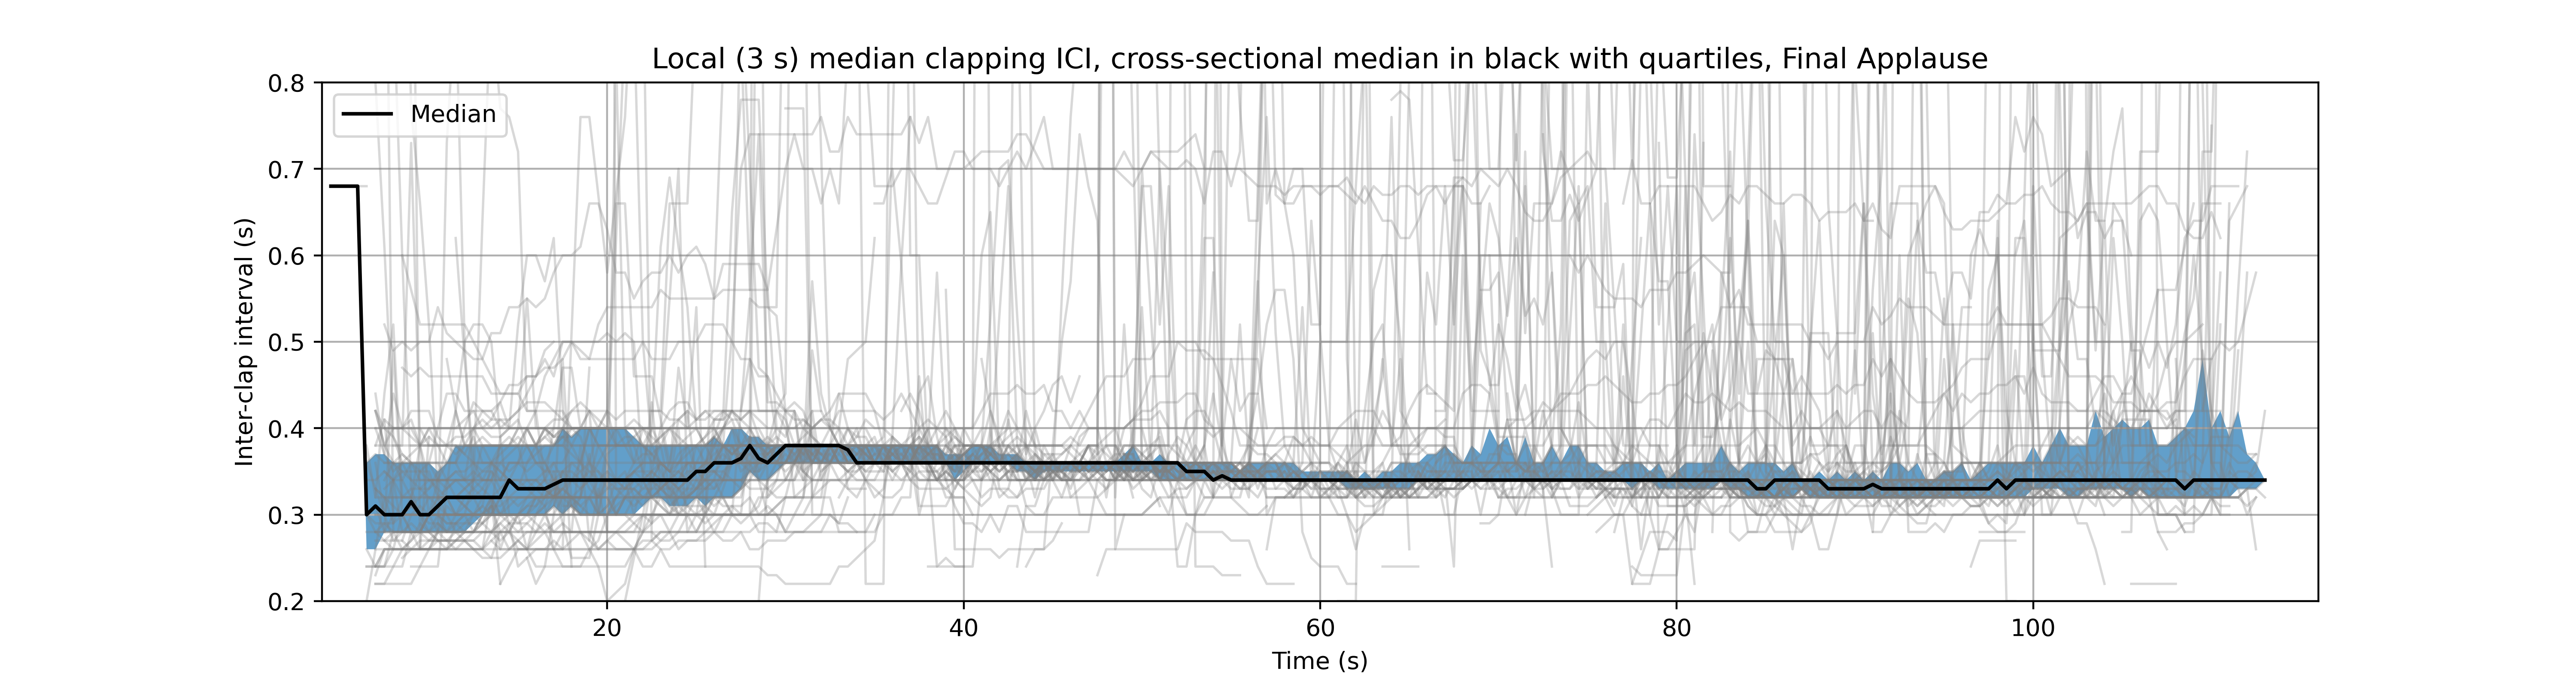 Local (3 s) median clapping ICI, cross-sectional median in black with quartiles, Final Applause
Median
0.8
0.7
0.6
0.5
0.4
0.3
0.2
Inter-clap interval (s)
20 40 60 80 100
Time (s)